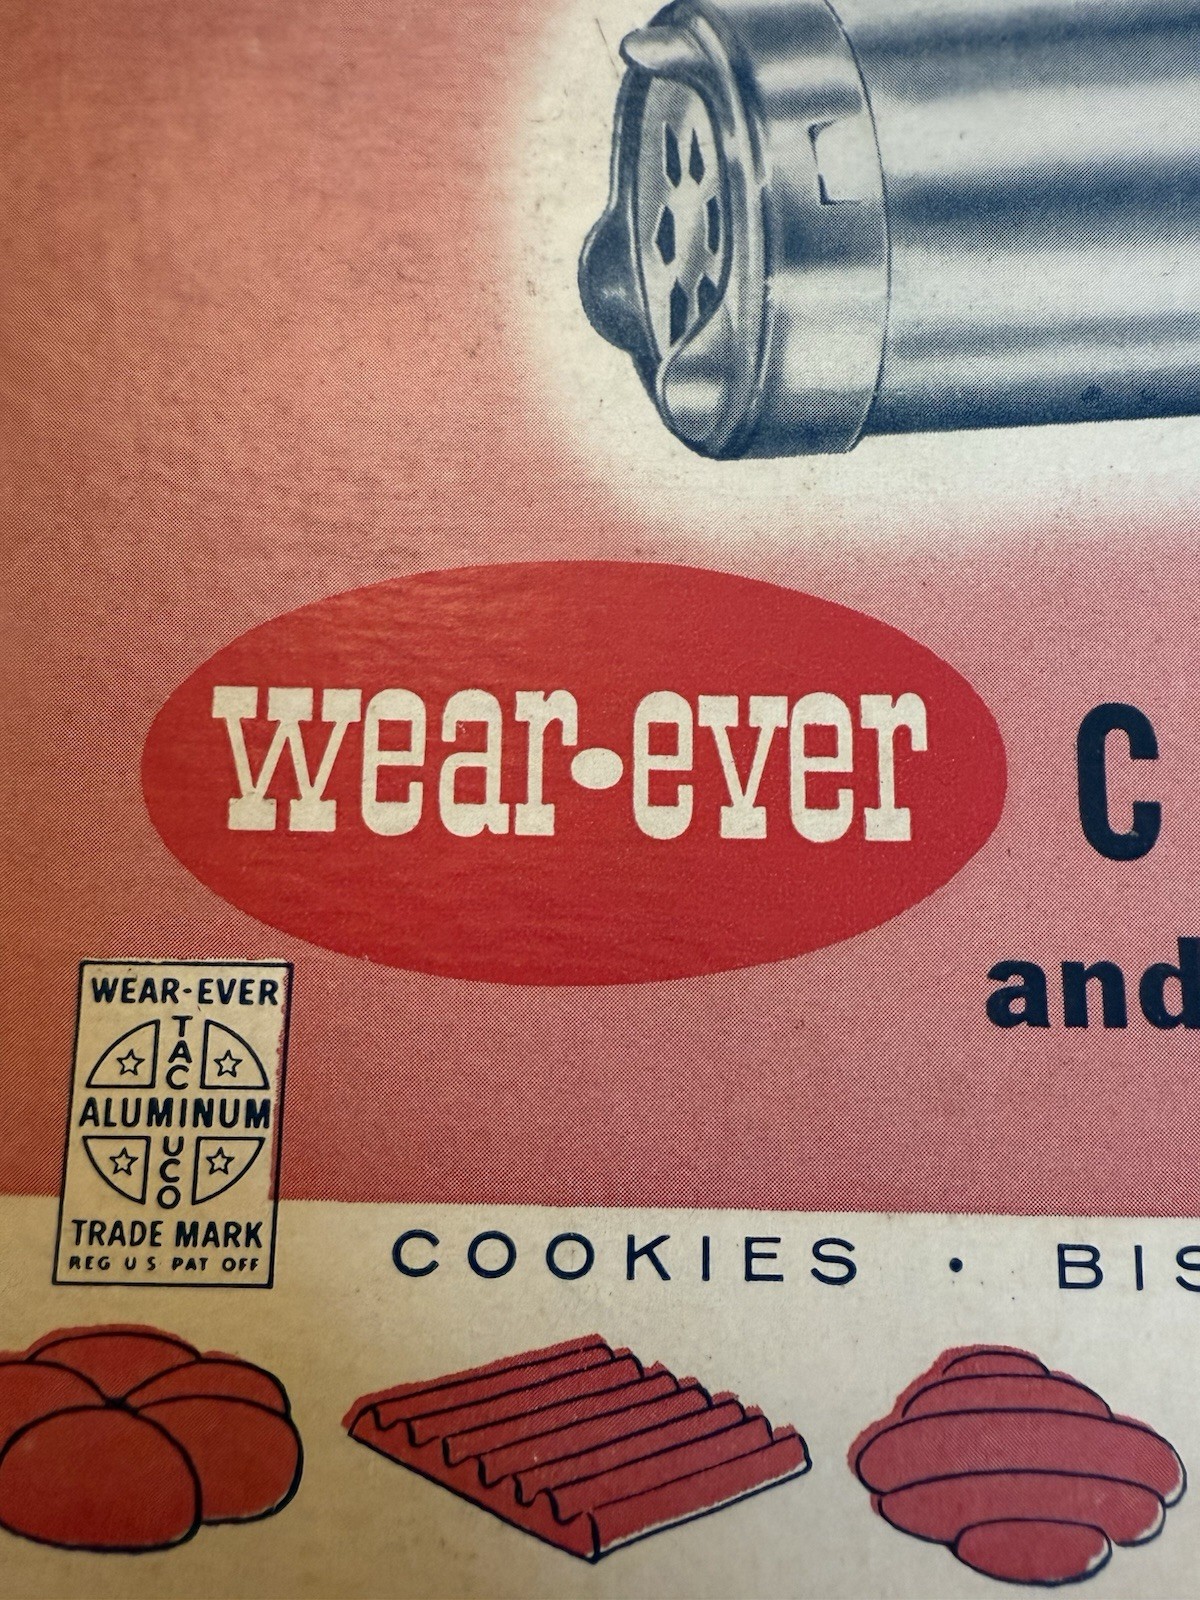 wear•ever
C
and
WEAR-EVER
TAC
ALUMINUM
UCO
TRADE MARK
REG U S PAT OFF
COOKIES • BIS